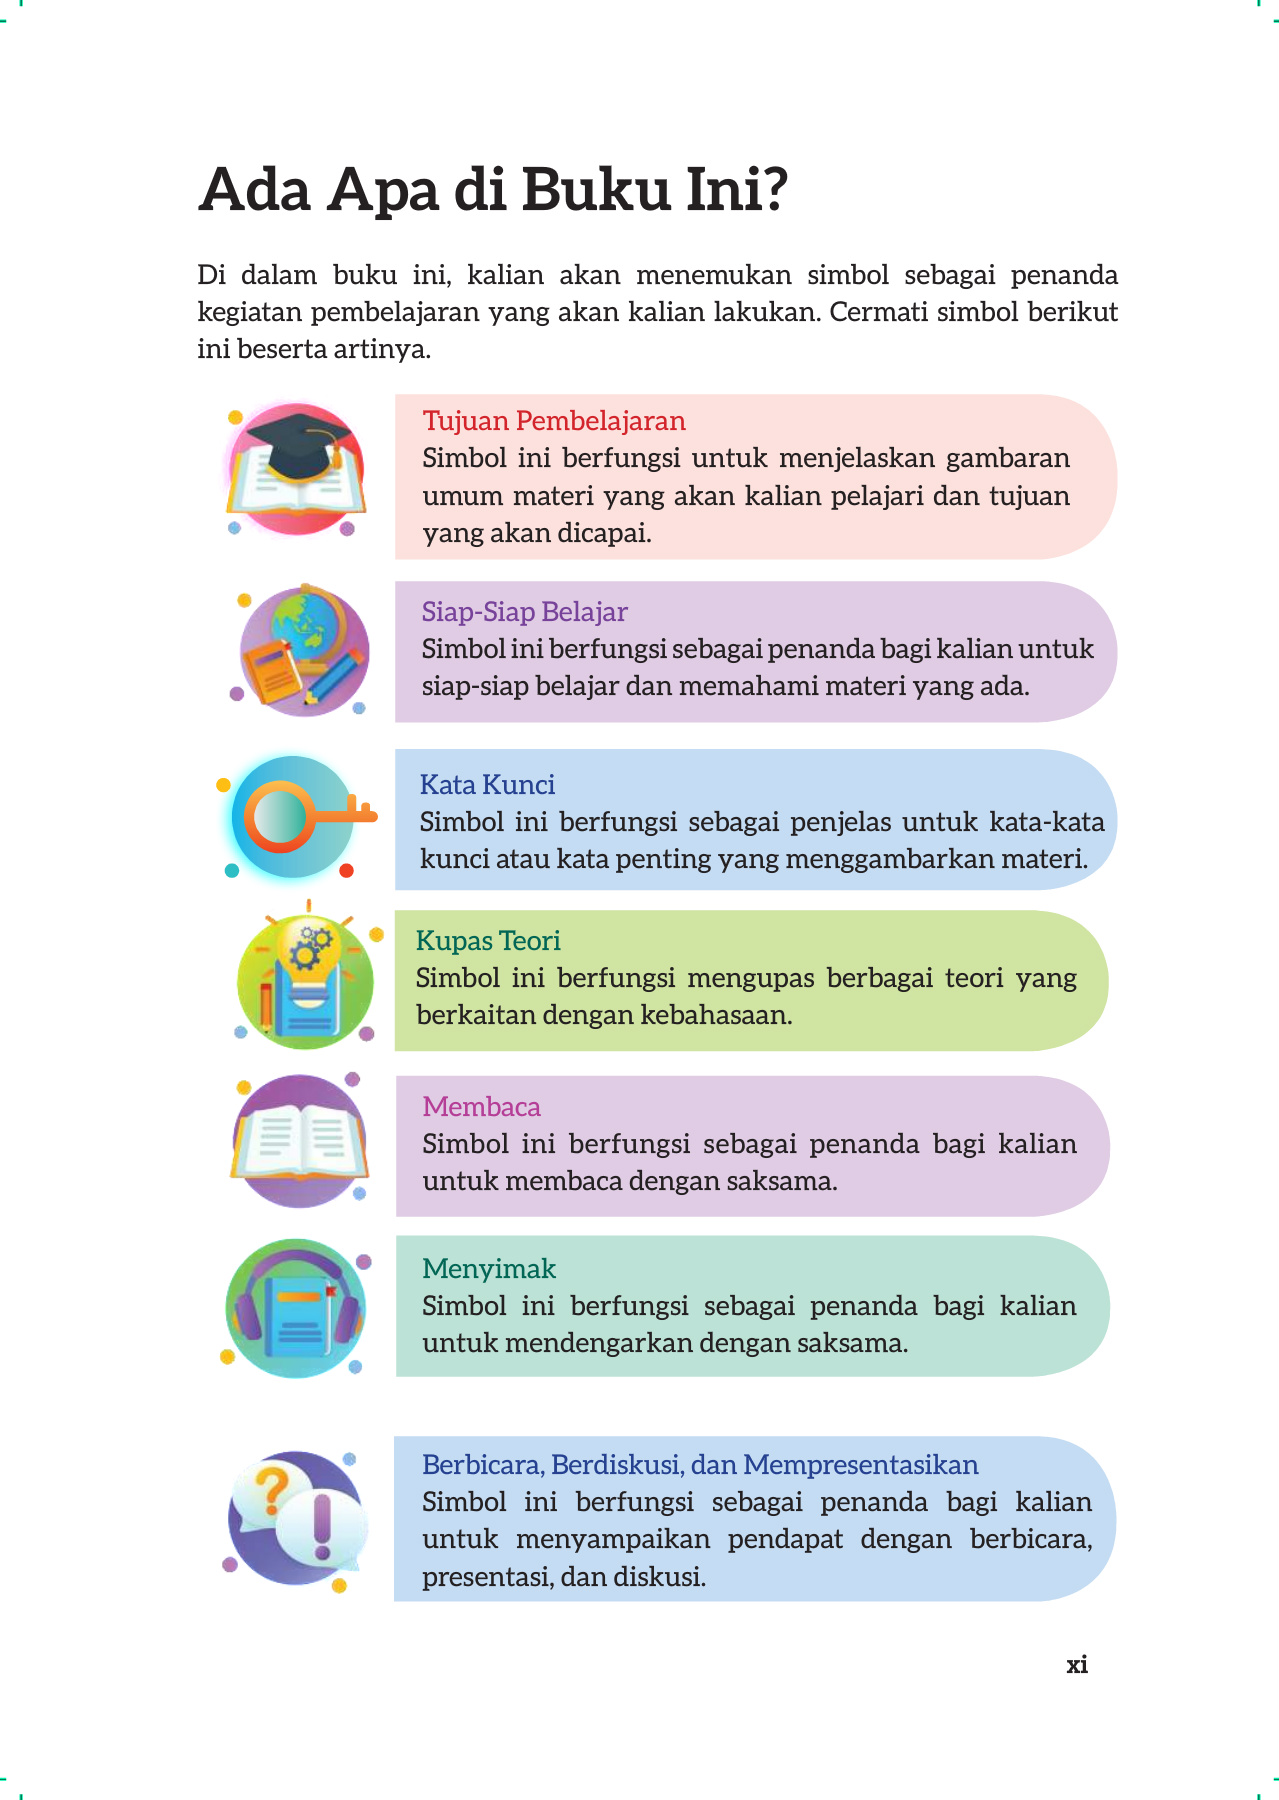 Ada Apa di Buku Ini?
Di dalam buku ini, kalian akan menemukan simbol sebagai penanda
kegiatan pembelajaran yang akan kalian lakukan. Cermati simbol berikut
ini beserta artinya.
Tujuan Pembelajaran
Simbol ini berfungsi untuk menjelaskan gambaran
umum materi yang akan kalian pelajari dan tujuan
yang akan dicapai.
Siap-Siap Belajar
Simbol ini berfungsi sebagai penanda bagi kalian untuk
siap-siap belajar dan memahami materi yang ada.
Kata Kunci
Simbol ini berfungsi sebagai penjelas untuk kata-kata
kunci atau kata penting yang menggambarkan materi.
Kupas Teori
Simbol ini berfungsi mengupas berbagai teori yang
berkaitan dengan kebahasaan.
Membaca
Simbol ini berfungsi sebagai penanda bagi kalian
untuk membaca dengan saksama.
Menyimak
Simbol ini berfungsi sebagai penanda bagi kalian
untuk mendengarkan dengan saksama.
Berbicara, Berdiskusi, dan Mempresentasikan
Simbol ini berfungsi sebagai penanda bagi kalian
untuk menyampaikan pendapat dengan berbicara,
presentasi, dan diskusi.
xi